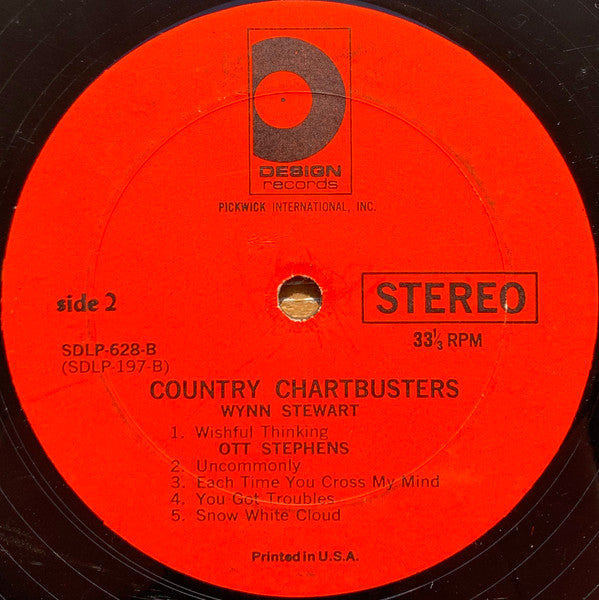 DESIGN
records
PICKWICK INTERNATIONAL, INC.
side 2
STEREO
33⅓ RPM
SDLP-628-B
(SDLP-197-B)
COUNTRY CHARTBUSTERS
WYNN STEWART
1. Wishful Thinking
OTT STEPHENS
2. Uncommonly
3. Each Time You Cross My Mind
4. You Got Troubles
5. Snow White Cloud
Printed in U.S.A.